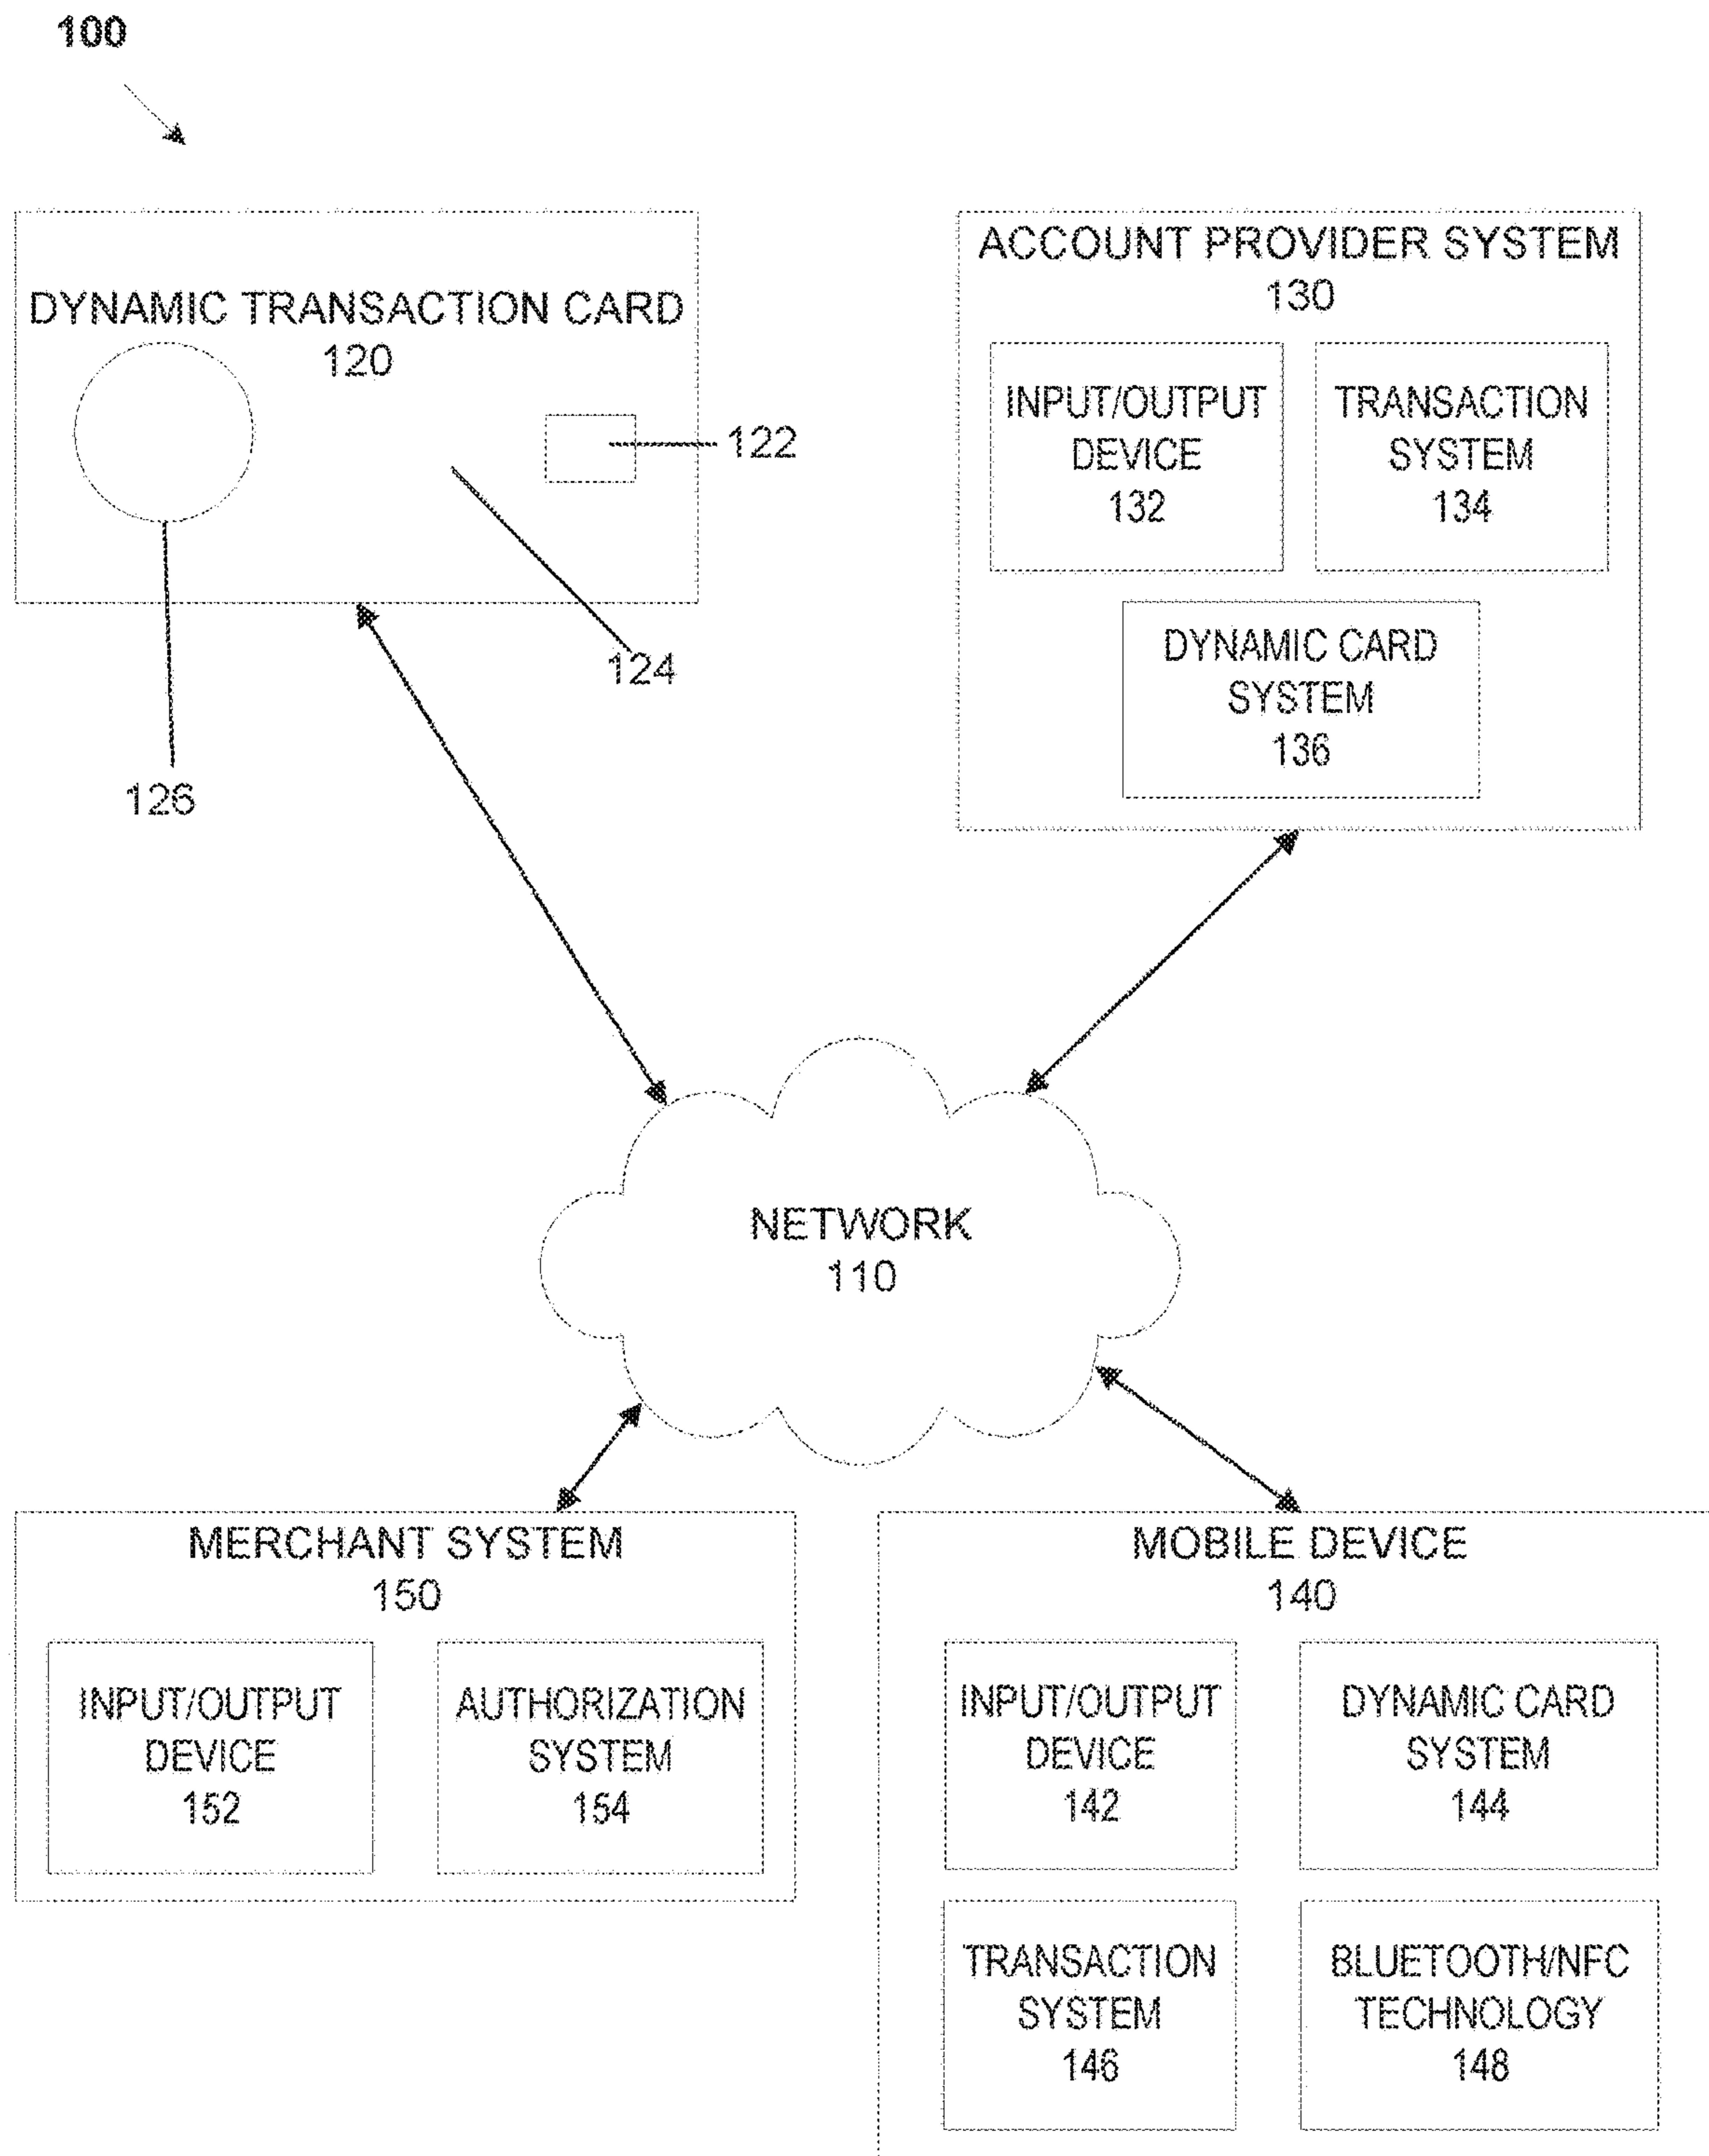 100
DYNAMIC TRANSACTION CARD
120
122
124
126
ACCOUNT PROVIDER SYSTEM
130
INPUT/OUTPUT
DEVICE
132
TRANSACTION
SYSTEM
134
DYNAMIC CARD
SYSTEM
136
NETWORK
110
MERCHANT SYSTEM
150
INPUT/OUTPUT
DEVICE
152
AUTHORIZATION
SYSTEM
154
MOBILE DEVICE
140
INPUT/OUTPUT
DEVICE
142
DYNAMIC CARD
SYSTEM
144
TRANSACTION
SYSTEM
146
BLUETOOTH/NFC
TECHNOLOGY
148